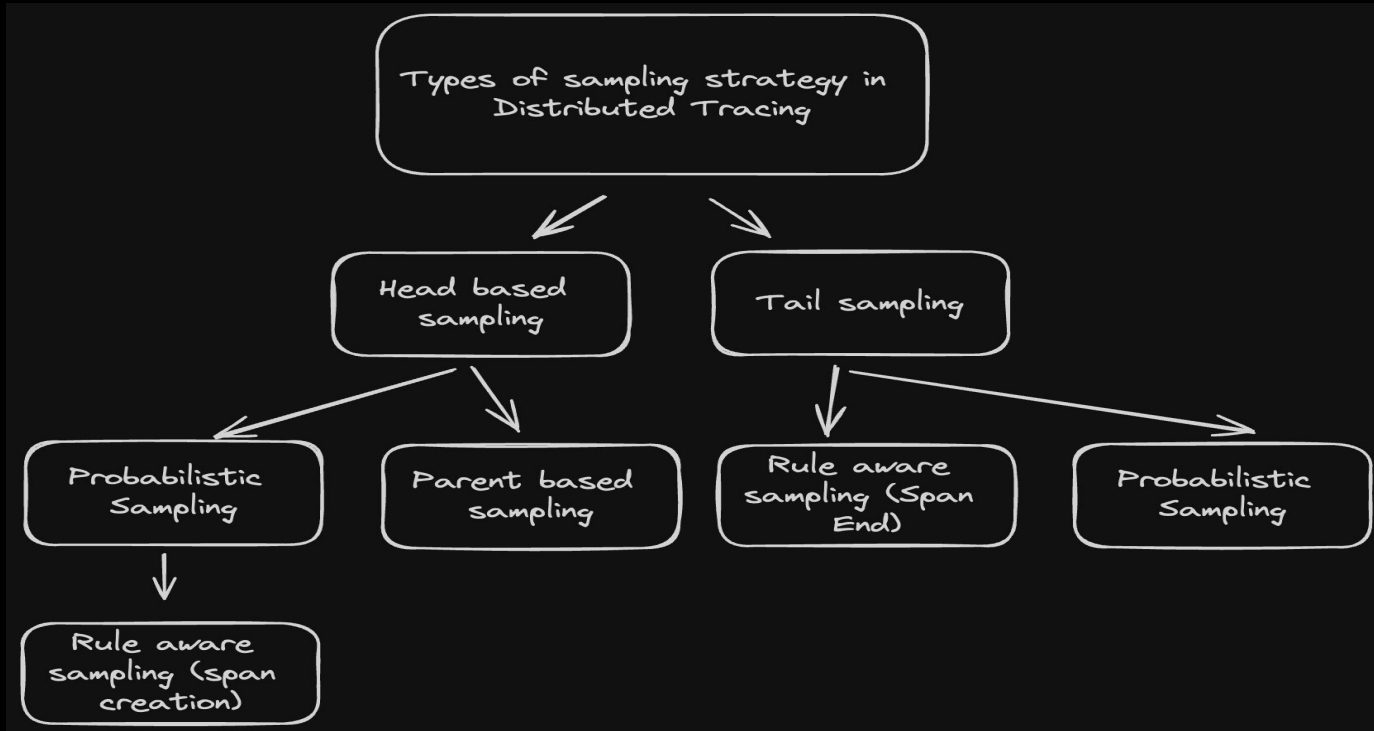 Types of sampling strategy in
Distributed Tracing
Head based
sampling
Tail sampling
Probabilistic
Sampling
Parent based
sampling
Rule aware
sampling (Span
End)
Probabilistic
Sampling
Rule aware
sampling (span
creation)